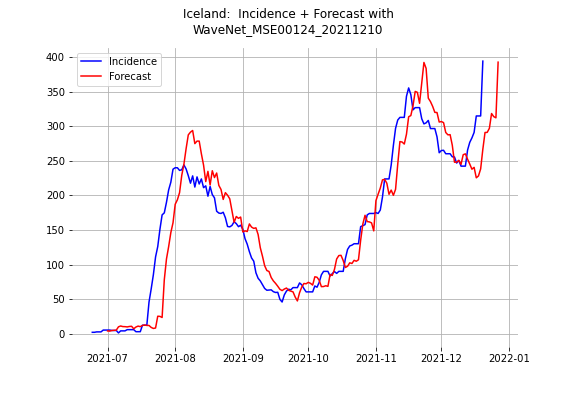 Iceland:  Incidence + Forecast with
WaveNet_MSE00124_20211210
Incidence
Forecast
400
350
300
250
200
150
100
50
0
2021-07 2021-08 2021-09 2021-10 2021-11 2021-12 2022-01